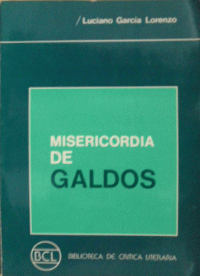 /Luciano García Lorenzo
MISERICORDIA
DE
GALDOS
BCL
BIBLIOTECA DE CRITICA LITERARIA